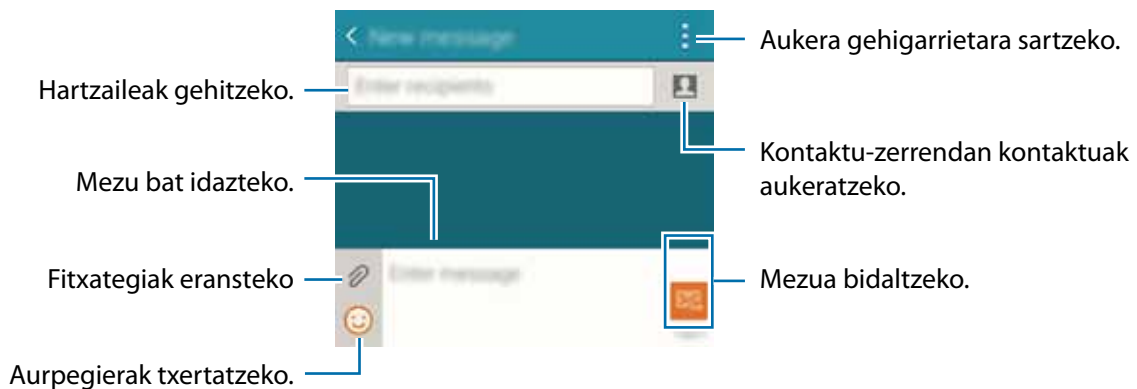 New message
Aukera gehigarrietara sartzeko.
Hartzaileak gehitzeko.
Enter recipients
Kontaktu-zerrendan kontaktuak
aukeratzeko.
Mezu bat idazteko.
Fitxategiak eransteko
Enter message
Mezua bidaltzeko.
Aurpegierak txertatzeko.